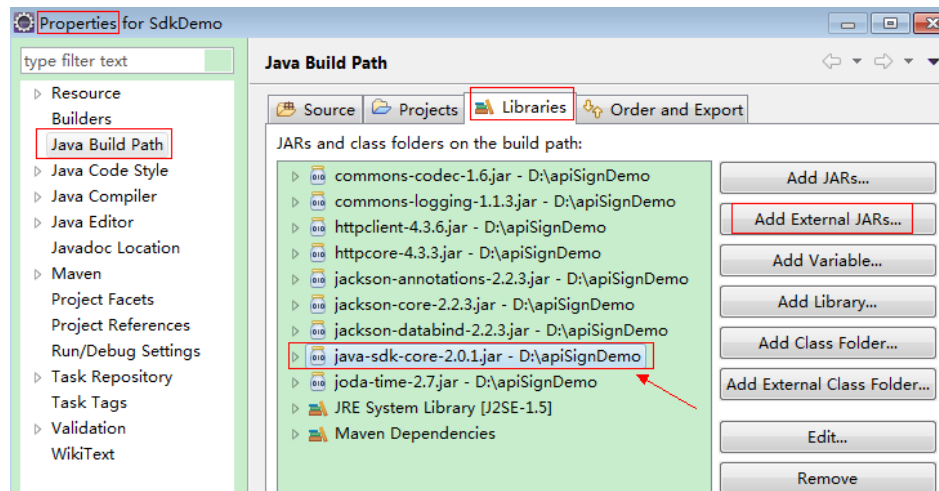 Properties for SdkDemo
type filter text
Resource
Builders
Java Build Path
Java Code Style
Java Compiler
Java Editor
Javadoc Location
Maven
Project Facets
Project References
Run/Debug Settings
Task Repository
Task Tags
Validation
WikiText
Java Build Path
Source Projects Libraries Order and Export
JARs and class folders on the build path:
commons-codec-1.6.jar - D:\apiSignDemo
commons-logging-1.1.3.jar - D:\apiSignDemo
httpclient-4.3.6.jar - D:\apiSignDemo
httpcore-4.3.3.jar - D:\apiSignDemo
jackson-annotations-2.2.3.jar - D:\apiSignDemo
jackson-core-2.2.3.jar - D:\apiSignDemo
jackson-databind-2.2.3.jar - D:\apiSignDemo
java-sdk-core-2.0.1.jar - D:\apiSignDemo
joda-time-2.7.jar - D:\apiSignDemo
JRE System Library [J2SE-1.5]
Maven Dependencies
Add JARs...
Add External JARs...
Add Variable...
Add Library...
Add Class Folder...
Add External Class Folder...
Edit...
Remove